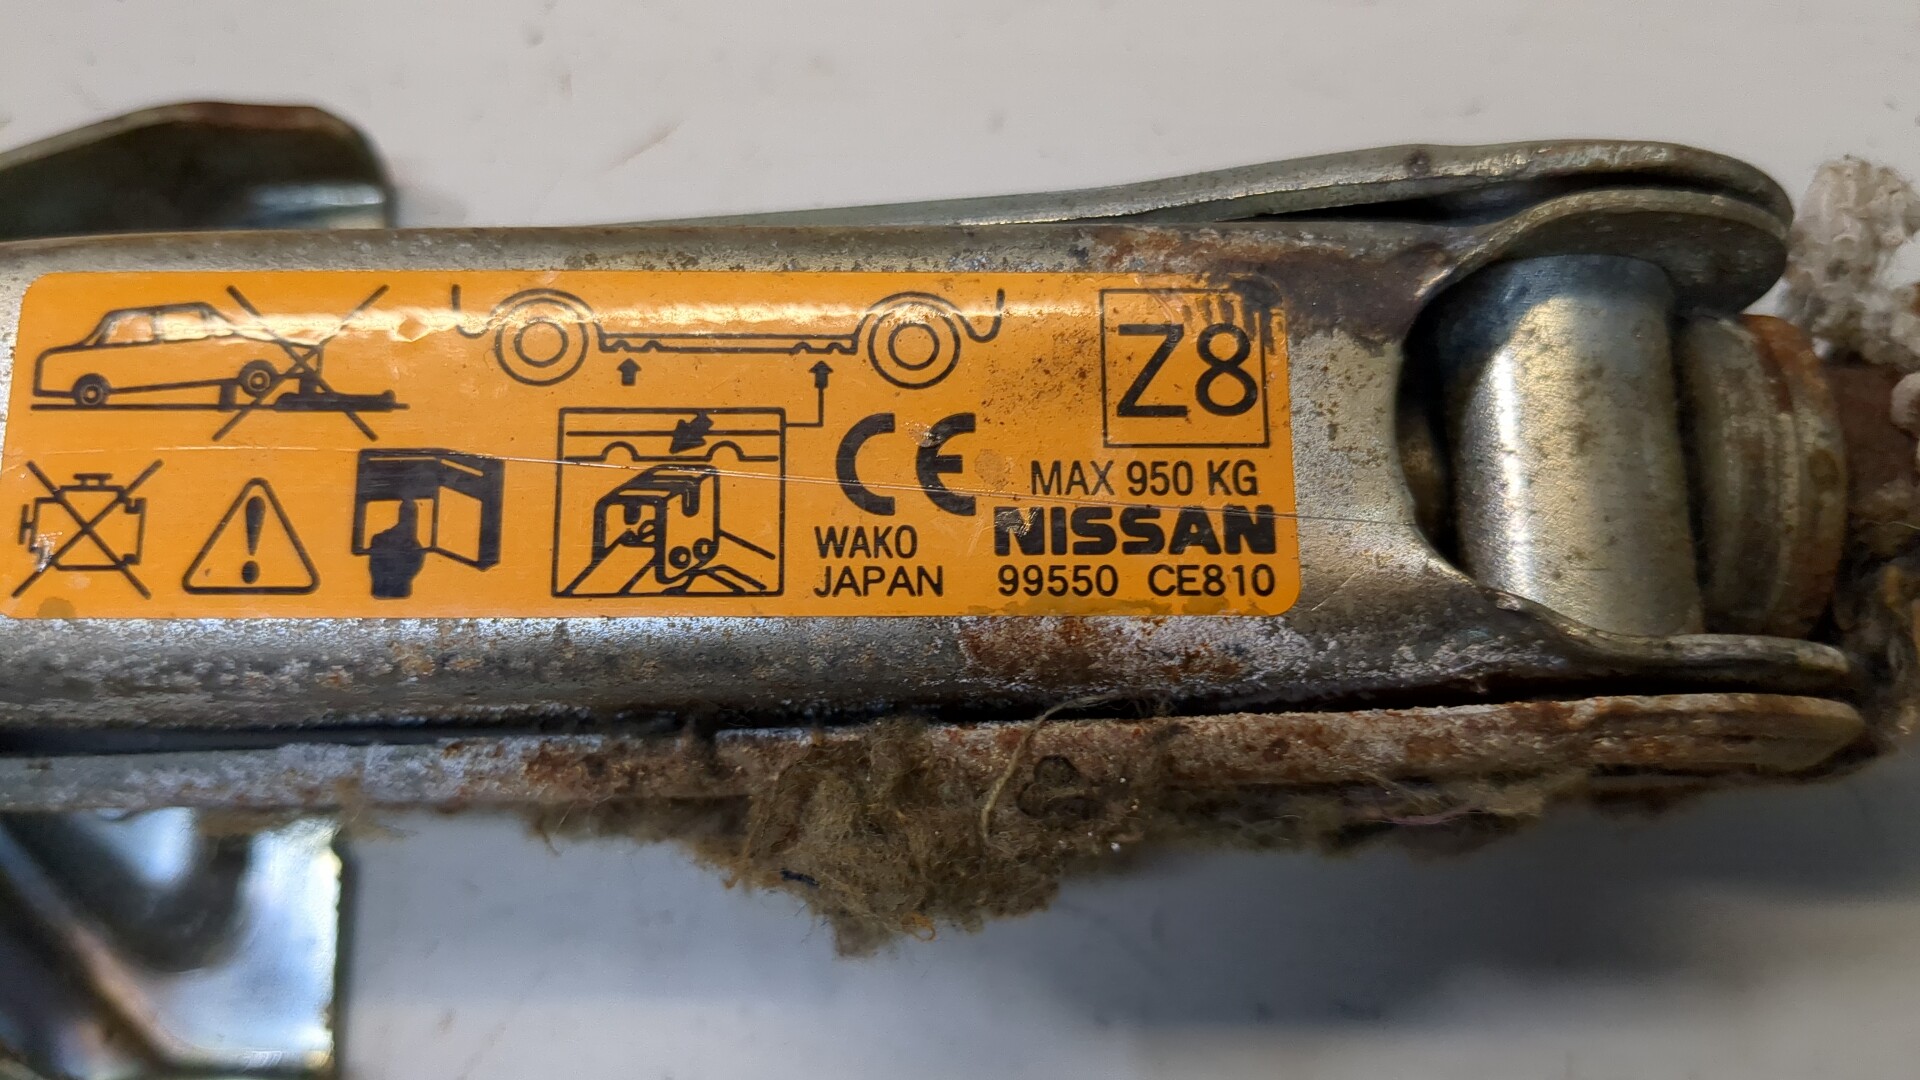 Z8
CE
MAX 950 KG
WAKO
JAPAN
NISSAN
99550 CE810